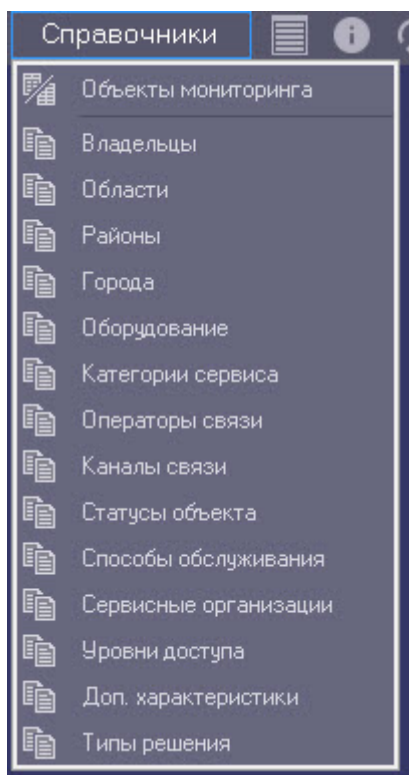 Справочники
Объекты мониторинга
Владельцы
Области
Районы
Города
Оборудование
Категории сервиса
Операторы связи
Каналы связи
Статусы объекта
Способы обслуживания
Сервисные организации
Уровни доступа
Доп. характеристики
Типы решения